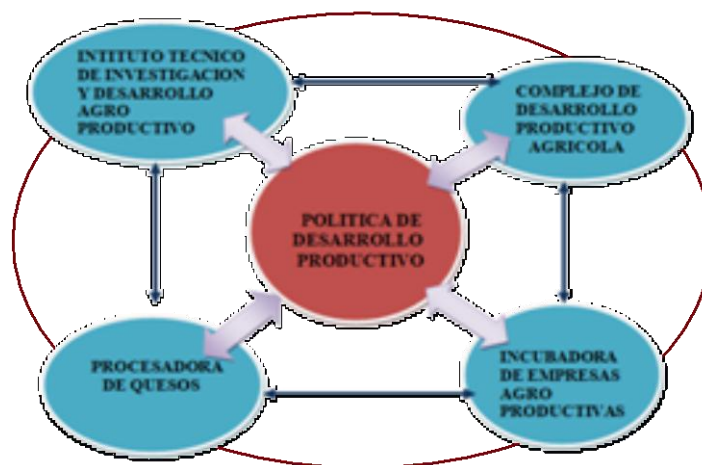 INTITUTO TECNICO
DE INVESTIGACION
Y DESARROLLO
AGRO
PRODUCTIVO
COMPLEJO DE
DESARROLLO
PRODUCTIVO
AGRICOLA
POLITICA DE
DESARROLLO
PRODUCTIVO
PROCESADORA
DE QUESOS
INCUBADORA
DE EMPRESAS
AGRO
PRODUCTIVAS